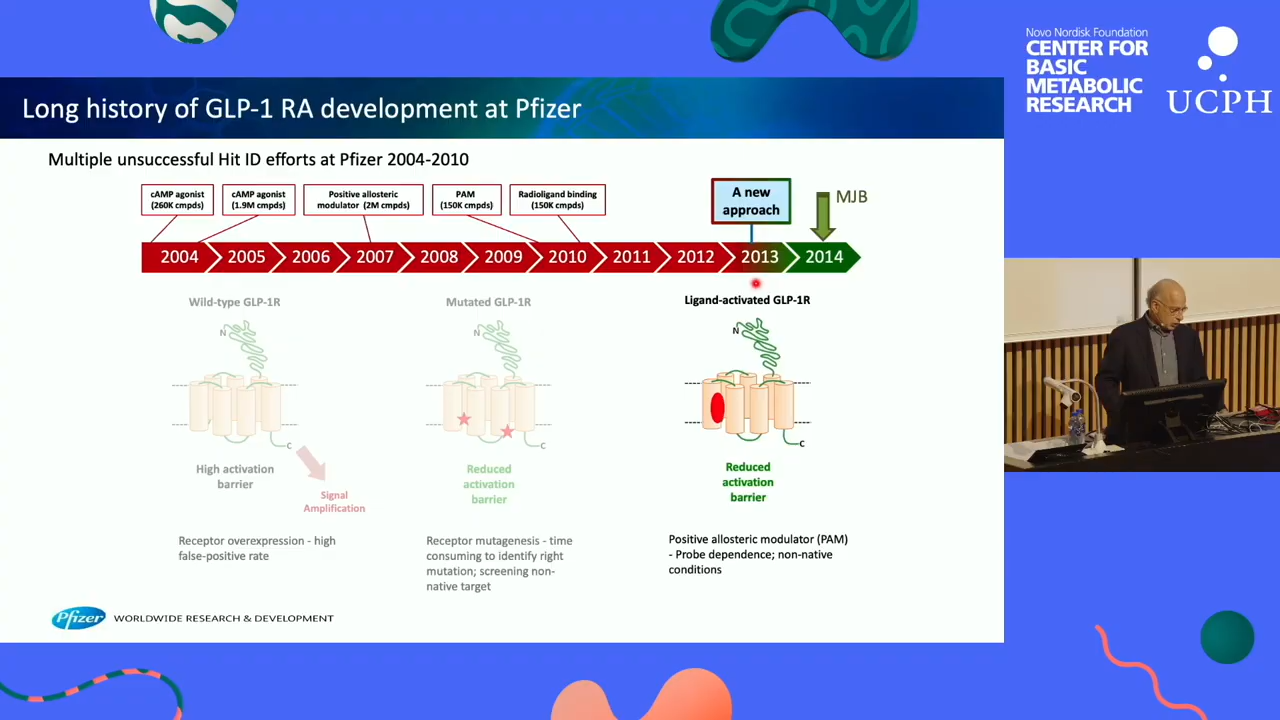 Novo Nordisk Foundation
CENTER FOR
BASIC
METABOLIC
RESEARCH
UCPH
Long history of GLP-1 RA development at Pfizer
Multiple unsuccessful Hit ID efforts at Pfizer 2004-2010
cAMP agonist
(260K cmpds)
cAMP agonist
(1.9M cmpds)
Positive allosteric
modulator (2M cmpds)
PAM
(150K cmpds)
Radioligand binding
(150K cmpds)
A new
approach
MJB
2004 2005 2006 2007 2008 2009 2010 2011 2012 2013 2014
Wild-type GLP-1R
N
C
High activation
barrier
Signal
Amplification
Receptor overexpression - high
false-positive rate
Mutated GLP-1R
N
C
Reduced
activation
barrier
Receptor mutagenesis - time
consuming to identify right
mutation; screening non-
native target
Ligand-activated GLP-1R
N
C
Reduced
activation
barrier
Positive allosteric modulator (PAM)
- Probe dependence; non-native
conditions
Pfizer
WORLDWIDE RESEARCH & DEVELOPMENT